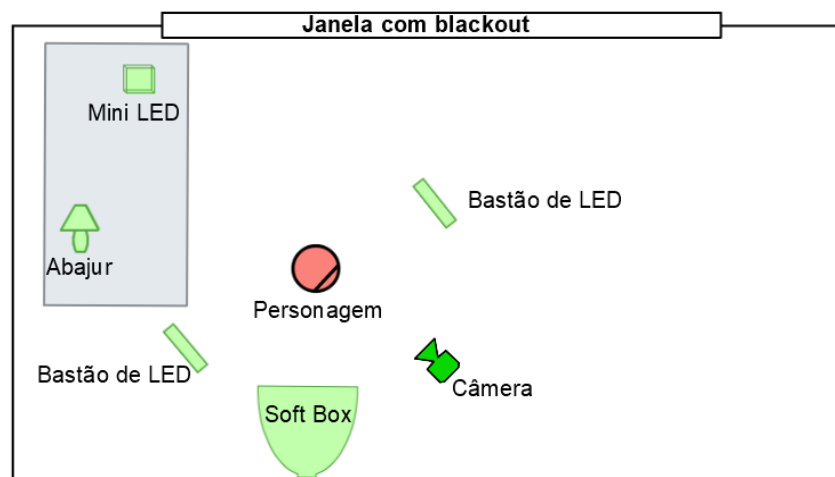 Janela com blackout
Mini LED
Bastão de LED
Abajur
Personagem
Bastão de LED
Câmera
Soft Box